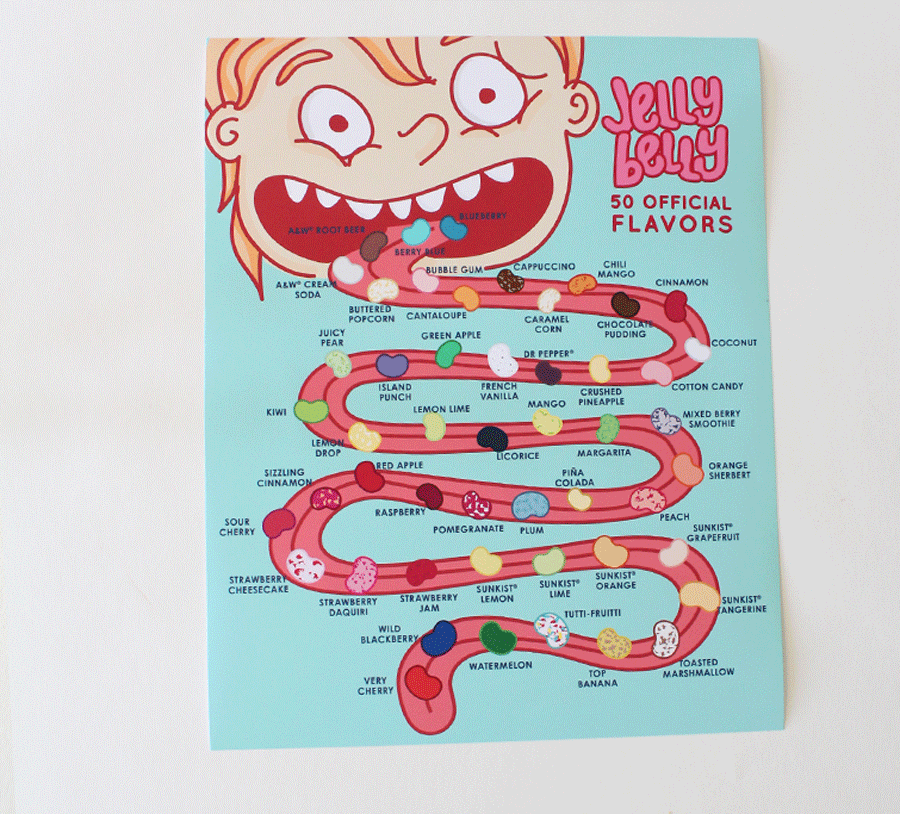 Jelly
Belly
50 OFFICIAL
FLAVORS
BLUEBERRY
A&W® ROOT BEER
BERRY BLUE
A&W® CREAM
SODA
BUBBLE GUM
CAPPUCCINO
CHILI
MANGO
CINNAMON
BUTTERED
POPCORN
CANTALOUPE
CARAMEL
CORN
CHOCOLATE
PUDDING
COCONUT
JUICY
PEAR
GREEN APPLE
DR PEPPER®
ISLAND
PUNCH
FRENCH
VANILLA
CRUSHED
PINEAPPLE
COTTON CANDY
KIWI
LEMON LIME
MANGO
MIXED BERRY
SMOOTHIE
LEMON
DROP
LICORICE
MARGARITA
SIZZLING
CINNAMON
RED APPLE
PIÑA
COLADA
ORANGE
SHERBERT
SOUR
CHERRY
RASPBERRY
POMEGRANATE
PLUM
PEACH
SUNKIST®
GRAPEFRUIT
STRAWBERRY
CHEESECAKE
STRAWBERRY
DAQUIRI
STRAWBERRY
JAM
SUNKIST®
LEMON
SUNKIST®
LIME
SUNKIST®
ORANGE
SUNKIST®
TANGERINE
WILD
BLACKBERRY
TUTTI-FRUITTI
WATERMELON
TOP
BANANA
TOASTED
MARSHMALLOW
VERY
CHERRY